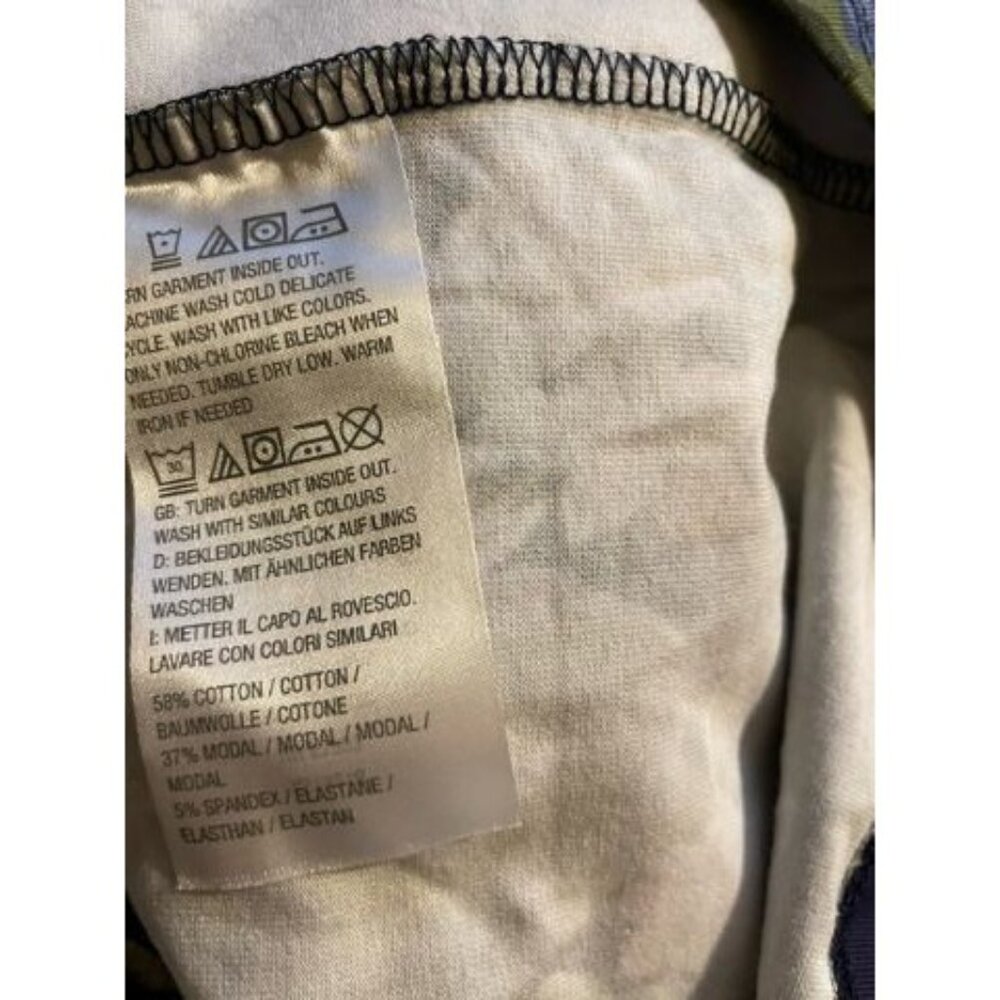 RN GARMENT INSIDE OUT.
ACHINE WASH COLD DELICATE
YCLE. WASH WITH LIKE COLORS.
ONLY NON-CHLORINE BLEACH WHEN
NEEDED. TUMBLE DRY LOW. WARM
IRON IF NEEDED
30
GB: TURN GARMENT INSIDE OUT.
WASH WITH SIMILAR COLOURS
D: BEKLEIDUNGSSTÜCK AUF LINKS
WENDEN. MIT ÄHNLICHEN FARBEN
WASCHEN
I: METTER IL CAPO AL ROVESCIO.
LAVARE CON COLORI SIMILARI
58% COTTON / COTTON /
BAUMWOLLE / COTONE
37% MODAL / MODAL / MODAL /
MODAL
5% SPANDEX / ELASTANE /
ELASTHAN / ELASTAN